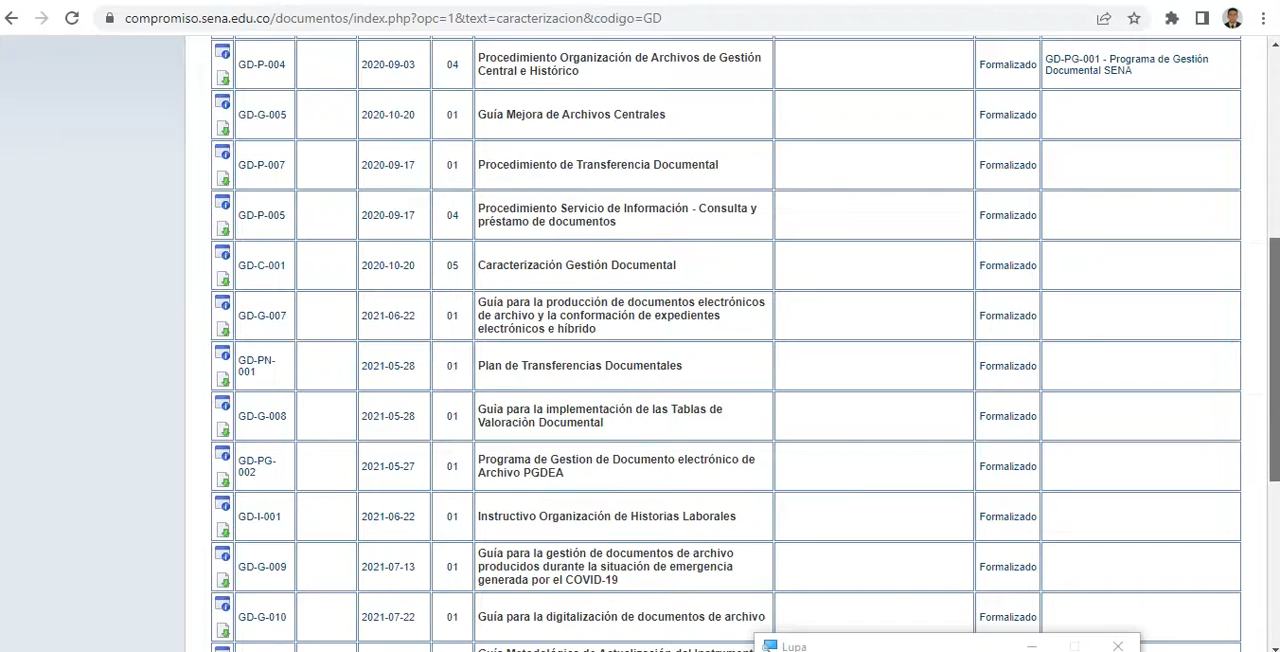 compromiso.sena.edu.co/documentos/index.php?opc=1&text=caracterizacion&codigo=GD
GD-P-004 2020-09-03 04 Procedimiento Organización de Archivos de Gestión Formalizado GD-PG-001 - Programa de Gestión
Central e Histórico Documental SENA
GD-G-005 2020-10-20 01 Guía Mejora de Archivos Centrales Formalizado
GD-P-007 2020-09-17 01 Procedimiento de Transferencia Documental Formalizado
GD-P-005 2020-09-17 04 Procedimiento Servicio de Información - Consulta y Formalizado
préstamo de documentos
GD-C-001 2020-10-20 05 Caracterización Gestión Documental Formalizado
GD-G-007 2021-06-22 01 Guía para la producción de documentos electrónicos Formalizado
de archivo y la conformación de expedientes
electrónicos e híbrido
GD-PN- 2021-05-28 01 Plan de Transferencias Documentales Formalizado
001
GD-G-008 2021-05-28 01 Guìa para la implementación de las Tablas de Formalizado
Valoraciòn Documental
GD-PG- 2021-05-27 01 Programa de Gestion de Documento electrónico de Formalizado
002 Archivo PGDEA
GD-I-001 2021-06-22 01 Instructivo Organización de Historias Laborales Formalizado
GD-G-009 2021-07-13 01 Guía para la gestión de documentos de archivo Formalizado
producidos durante la situación de emergencia
generada por el COVID-19
GD-G-010 2021-07-22 01 Guía para la digitalización de documentos de archivo Formalizado
Guía Metodológica de Actualización del Instrument
Lupa